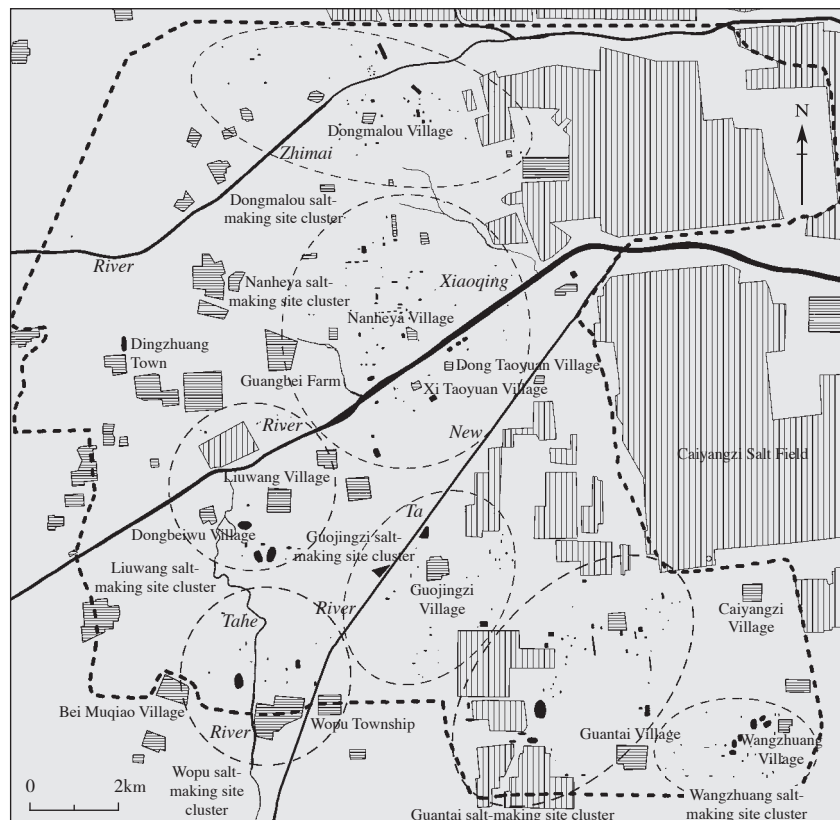 N
Dongmalou Village
Zhimai
Dongmalou salt-
making site cluster
River
Xiaoqing
Nanheya salt-
making site cluster
Nanheya Village
Dingzhuang
Town
Dong Taoyuan Village
Guangbei Farm
Xi Taoyuan Village
River
New
Caiyangzi Salt Field
Liuwang Village
Ta
Dongbeiwu Village
Guojingzi salt-
making site cluster
Liuwang salt-
making site cluster
Guojingzi
Village
River
Tahe
Caiyangzi
Village
Bei Muqiao Village
River
Wopu Township
Guantai Village
Wangzhuang
Village
0
2km
Wopu salt-
making site
cluster
Guantai salt-making site cluster
Wangzhuang salt-
making site cluster